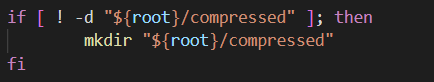 if [ ! -d "${root}/compressed" ]; then
        mkdir "${root}/compressed"
fi